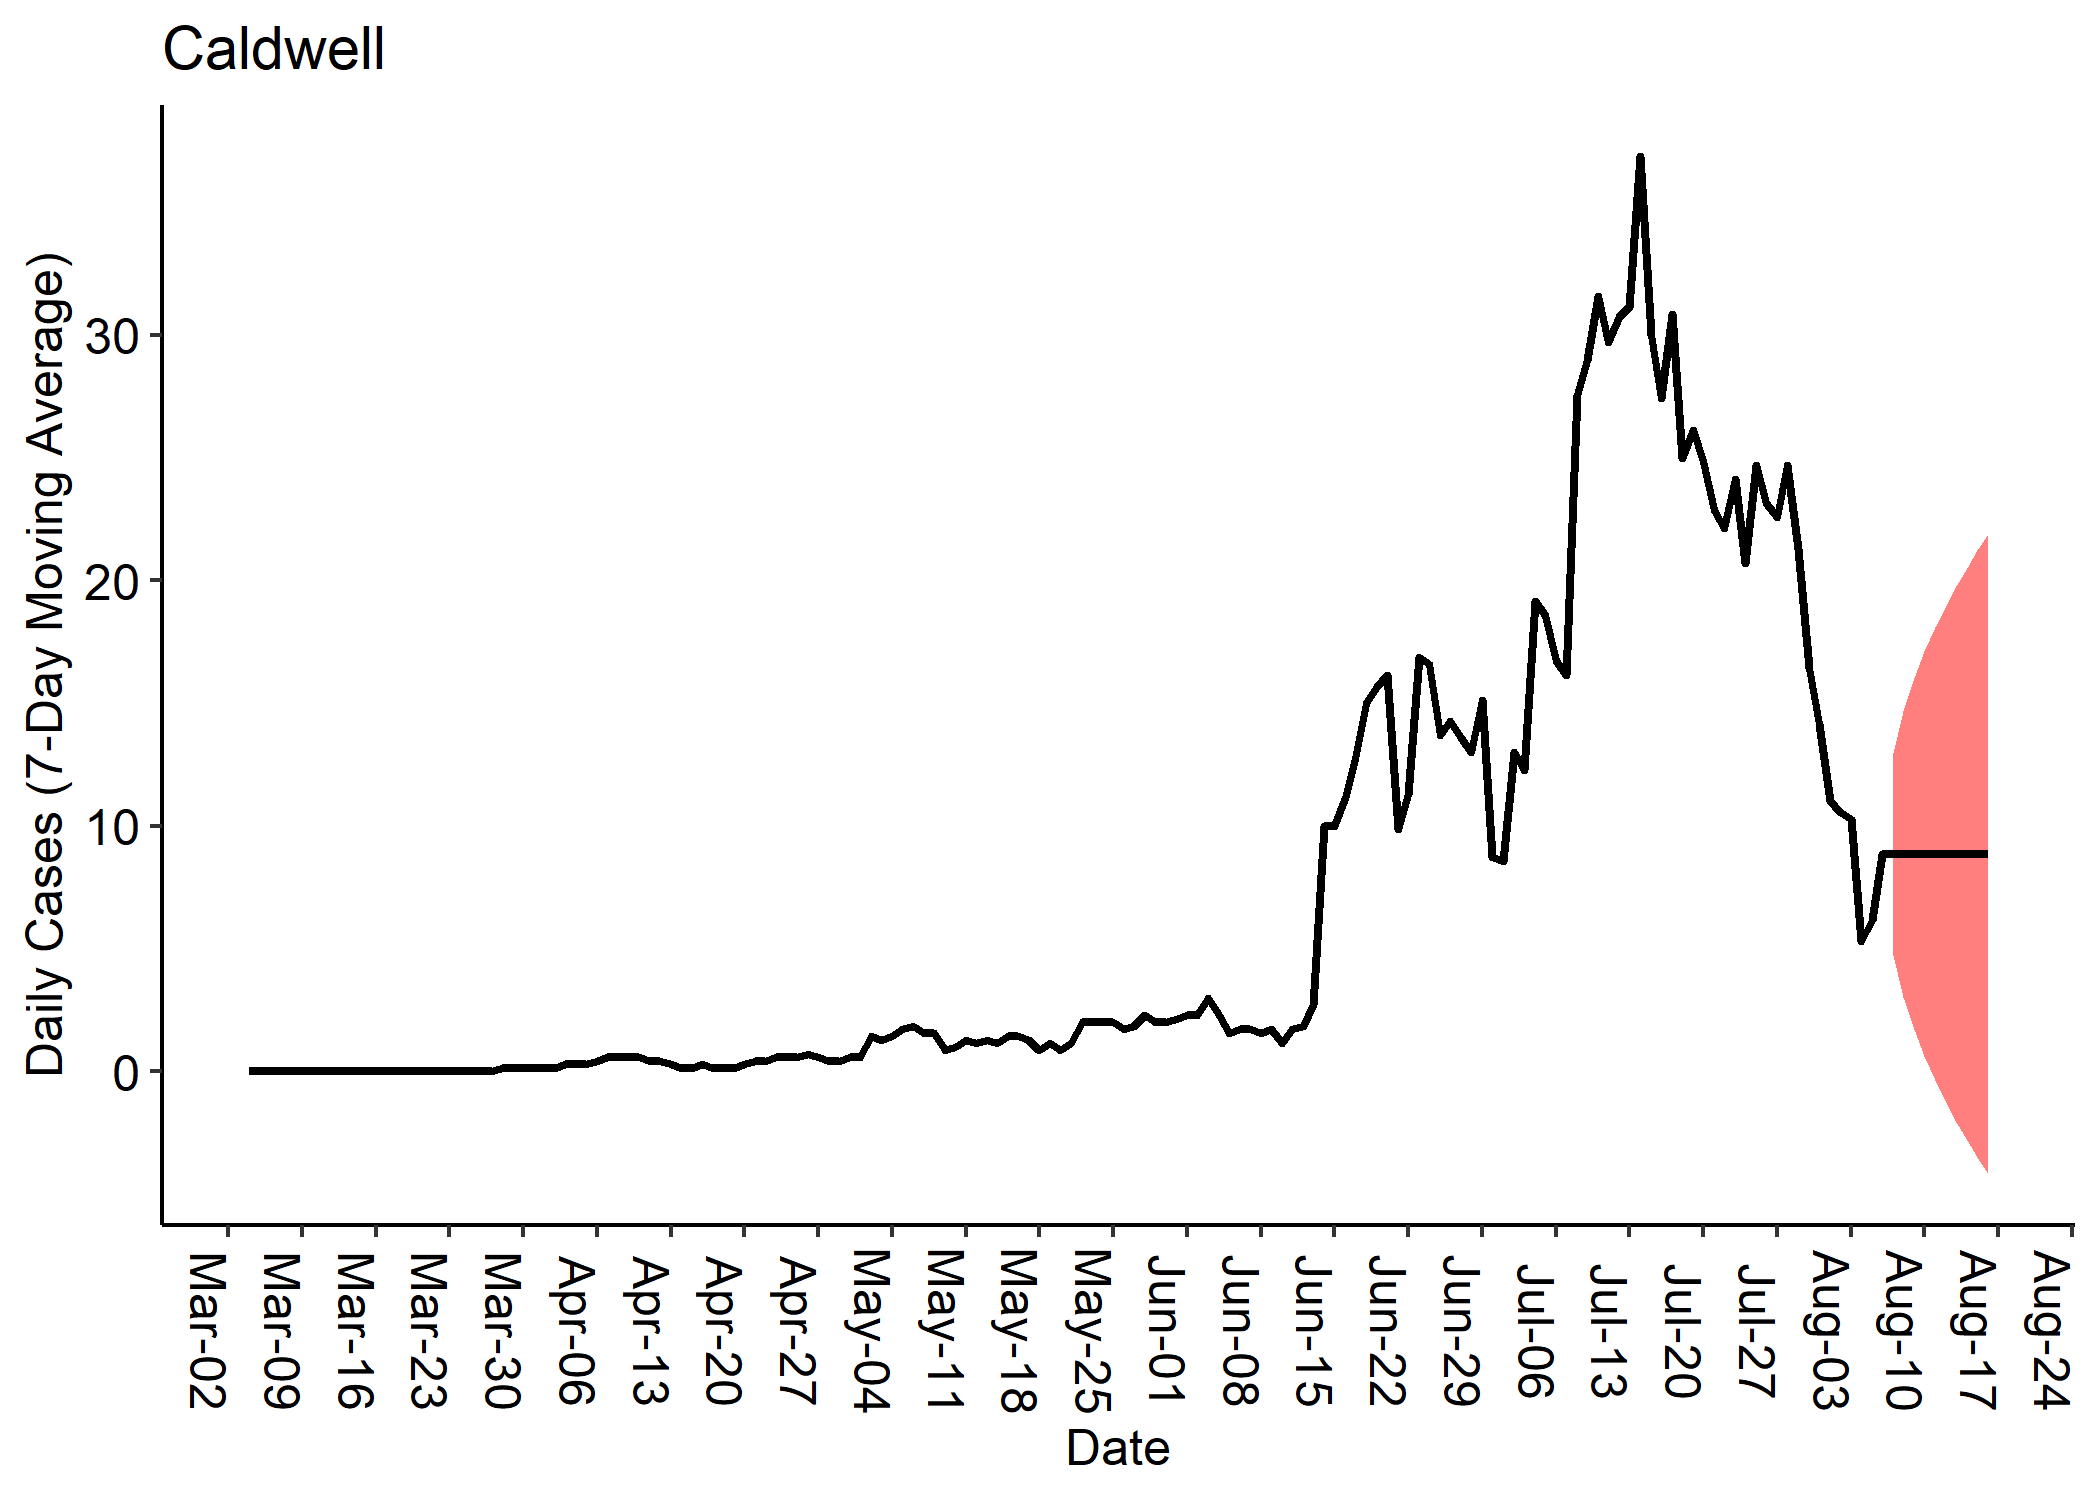 Caldwell
Daily Cases (7-Day Moving Average)
30
20
10
0
Mar-02
Mar-09
Mar-16
Mar-23
Mar-30
Apr-06
Apr-13
Apr-20
Apr-27
May-04
May-11
May-18
May-25
Jun-01
Jun-08
Jun-15
Jun-22
Jun-29
Jul-06
Jul-13
Jul-20
Jul-27
Aug-03
Aug-10
Aug-17
Aug-24
Date